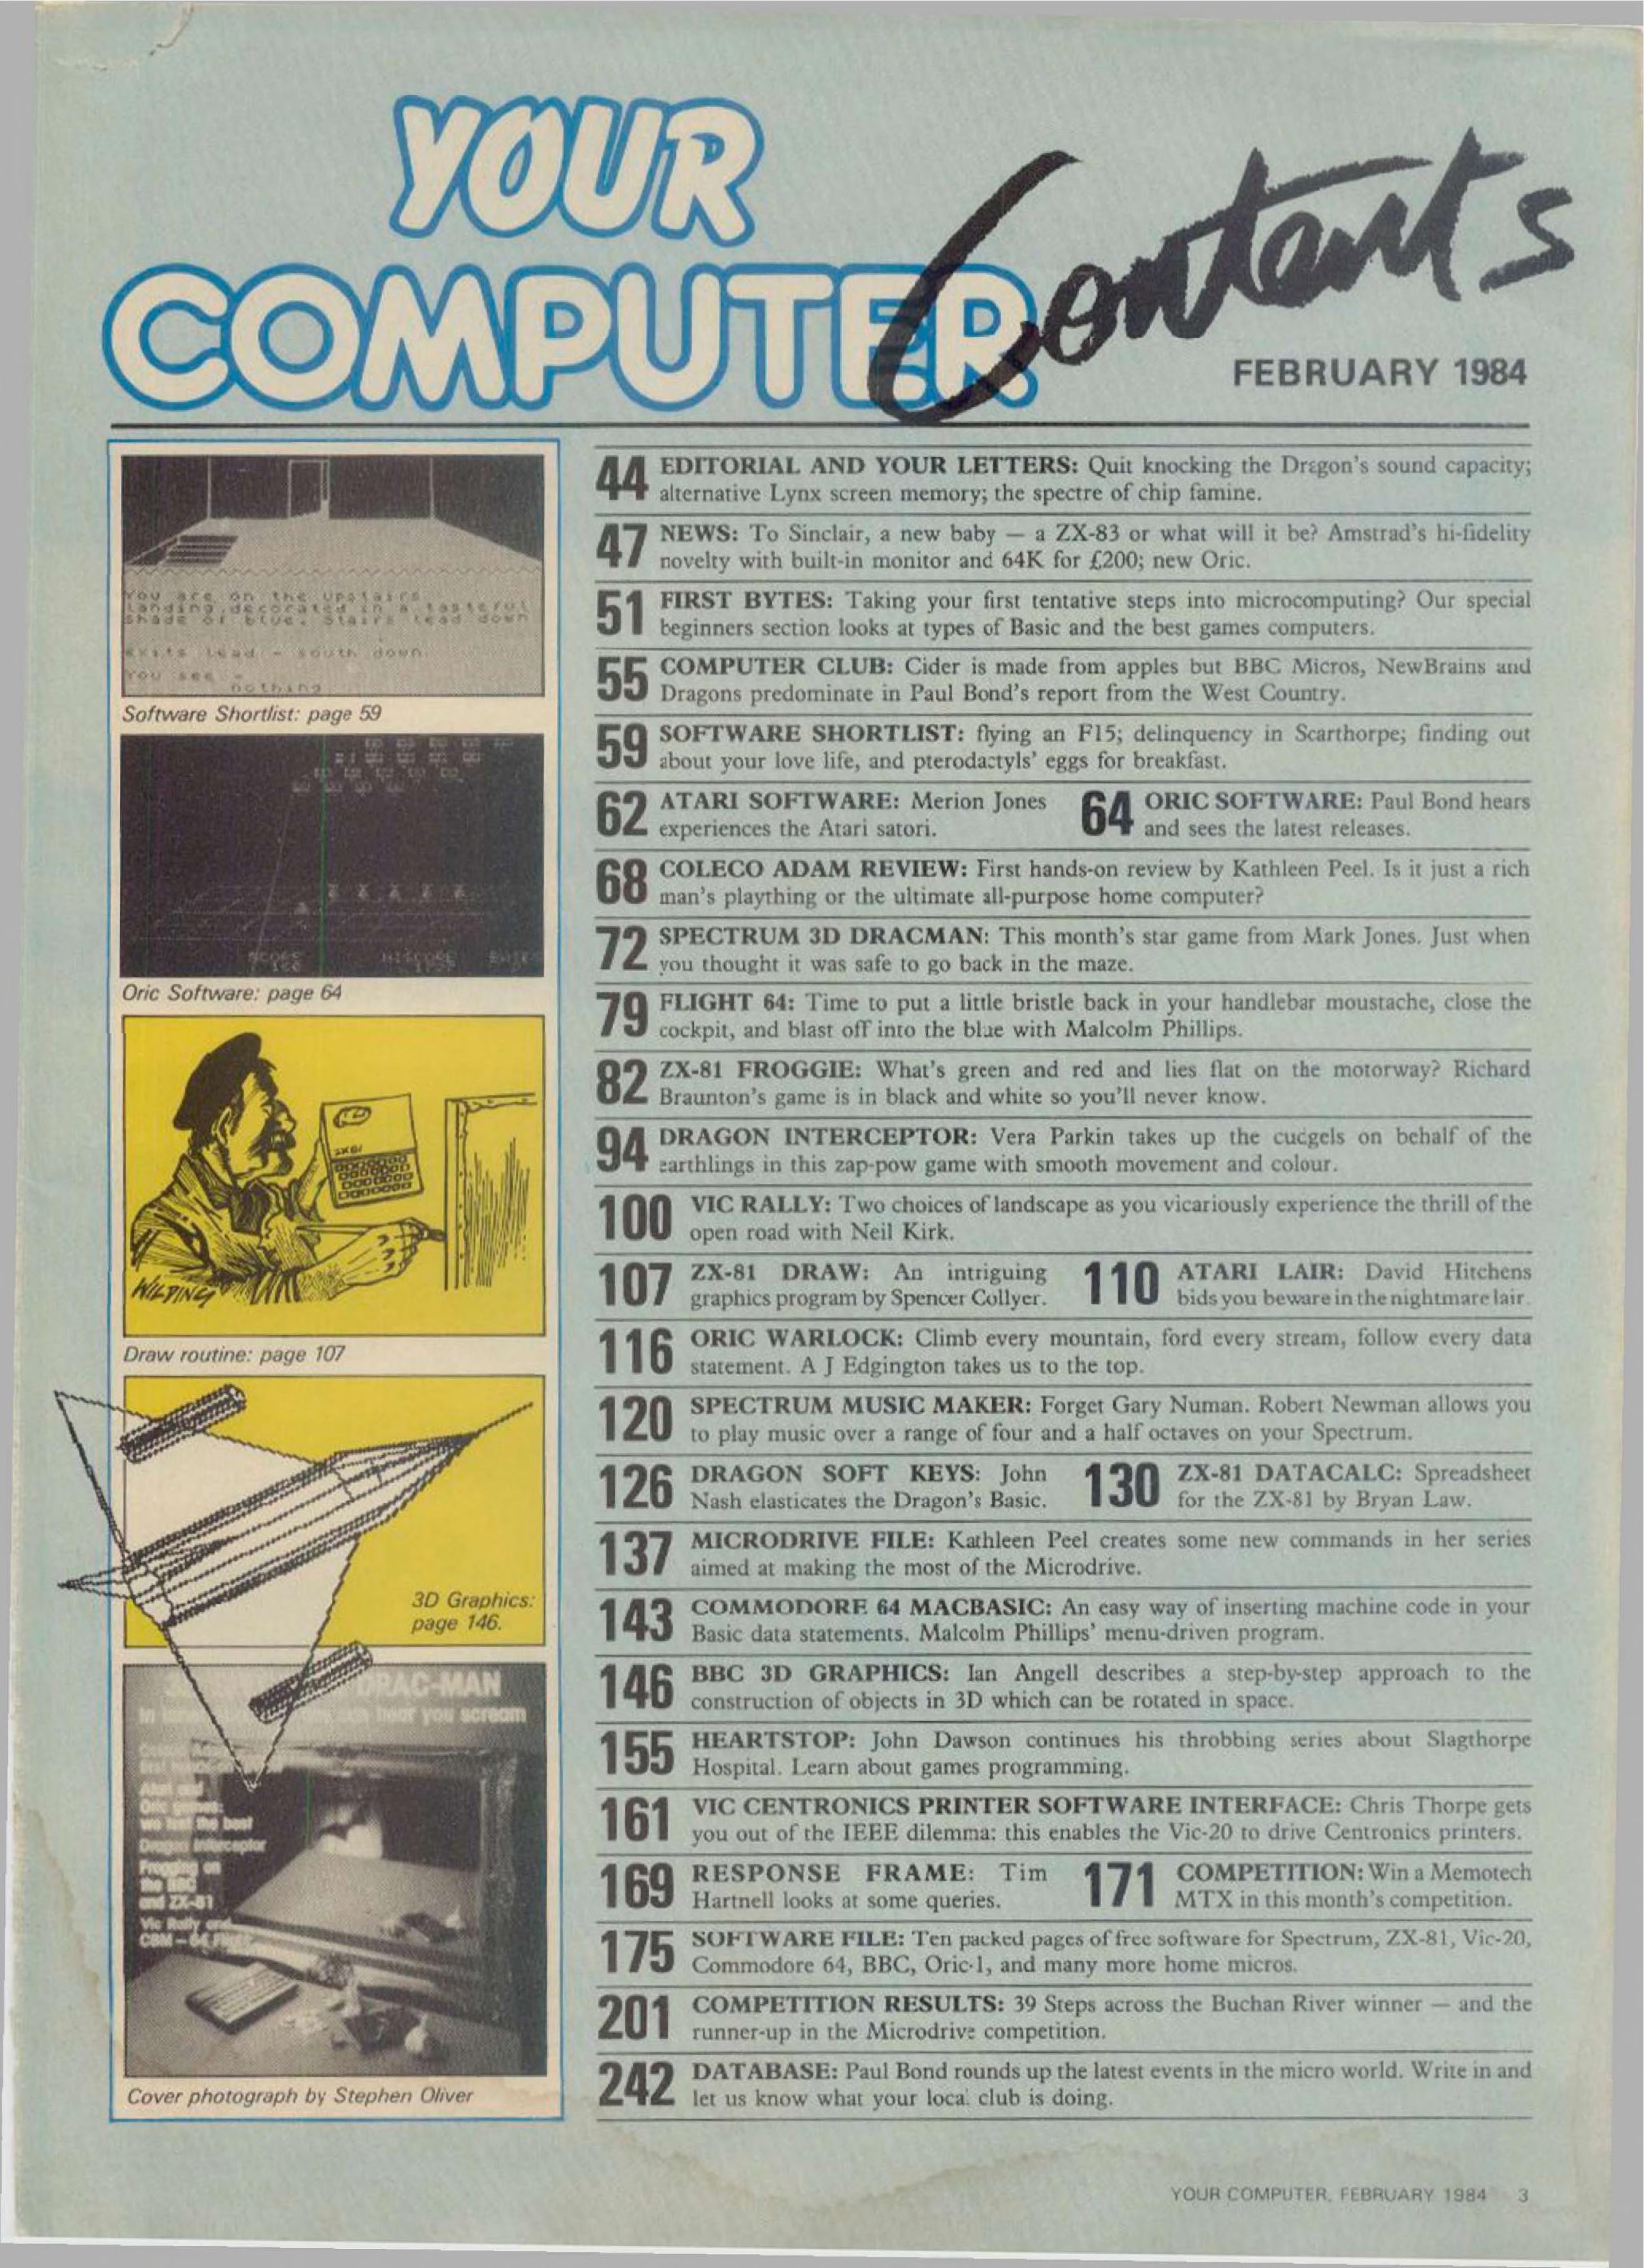 YOUR
COMPUTER
Contents
FEBRUARY 1984
You are on the upstairs
landing, decorated in a tasteful
shade of blue. Stairs lead down
Exits lead - south down
You see -
nothing
Software Shortlist: page 59
SCORE HISCORE
Oric Software: page 64
ZX81
WILDING
Draw routine: page 107
3D Graphics:
page 146.
DRAC-MAN
hear you scream
Oric games:
we test the best
Dragon Interceptor
Frogging on
the BBC
and ZX-81
Vic Rally and
CBM-64
Cover photograph by Stephen Oliver
44 EDITORIAL AND YOUR LETTERS: Quit knocking the Dragon's sound capacity;
alternative Lynx screen memory; the spectre of chip famine.
47 NEWS: To Sinclair, a new baby — a ZX-83 or what will it be? Amstrad's hi-fidelity
novelty with built-in monitor and 64K for £200; new Oric.
51 FIRST BYTES: Taking your first tentative steps into microcomputing? Our special
beginners section looks at types of Basic and the best games computers.
55 COMPUTER CLUB: Cider is made from apples but BBC Micros, NewBrains and
Dragons predominate in Paul Bond's report from the West Country.
59 SOFTWARE SHORTLIST: flying an F15; delinquency in Scarthorpe; finding out
about your love life, and pterodactyls' eggs for breakfast.
62 ATARI SOFTWARE: Merion Jones
experiences the Atari satori.
64 ORIC SOFTWARE: Paul Bond hears
and sees the latest releases.
68 COLECO ADAM REVIEW: First hands-on review by Kathleen Peel. Is it just a rich
man's plaything or the ultimate all-purpose home computer?
72 SPECTRUM 3D DRACMAN: This month's star game from Mark Jones. Just when
you thought it was safe to go back in the maze.
79 FLIGHT 64: Time to put a little bristle back in your handlebar moustache, close the
cockpit, and blast off into the blue with Malcolm Phillips.
82 ZX-81 FROGGIE: What's green and red and lies flat on the motorway? Richard
Braunton's game is in black and white so you'll never know.
94 DRAGON INTERCEPTOR: Vera Parkin takes up the cudgels on behalf of the
earthlings in this zap-pow game with smooth movement and colour.
100 VIC RALLY: Two choices of landscape as you vicariously experience the thrill of the
open road with Neil Kirk.
107 ZX-81 DRAW: An intriguing
graphics program by Spencer Collyer.
110 ATARI LAIR: David Hitchens
bids you beware in the nightmare lair.
116 ORIC WARLOCK: Climb every mountain, ford every stream, follow every data
statement. A J Edgington takes us to the top.
120 SPECTRUM MUSIC MAKER: Forget Gary Numan. Robert Newman allows you
to play music over a range of four and a half octaves on your Spectrum.
126 DRAGON SOFT KEYS: John
Nash elasticates the Dragon's Basic.
130 ZX-81 DATACALC: Spreadsheet
for the ZX-81 by Bryan Law.
137 MICRODRIVE FILE: Kathleen Peel creates some new commands in her series
aimed at making the most of the Microdrive.
143 COMMODORE 64 MACBASIC: An easy way of inserting machine code in your
Basic data statements. Malcolm Phillips' menu-driven program.
146 BBC 3D GRAPHICS: Ian Angell describes a step-by-step approach to the
construction of objects in 3D which can be rotated in space.
155 HEARTSTOP: John Dawson continues his throbbing series about Slagthorpe
Hospital. Learn about games programming.
161 VIC CENTRONICS PRINTER SOFTWARE INTERFACE: Chris Thorpe gets
you out of the IEEE dilemma: this enables the Vic-20 to drive Centronics printers.
169 RESPONSE FRAME: Tim
Hartnell looks at some queries.
171 COMPETITION: Win a Memotech
MTX in this month's competition.
175 SOFTWARE FILE: Ten packed pages of free software for Spectrum, ZX-81, Vic-20,
Commodore 64, BBC, Oric-1, and many more home micros.
201 COMPETITION RESULTS: 39 Steps across the Buchan River winner — and the
runner-up in the Microdrive competition.
242 DATABASE: Paul Bond rounds up the latest events in the micro world. Write in and
let us know what your local club is doing.
YOUR COMPUTER, FEBRUARY 1984 3